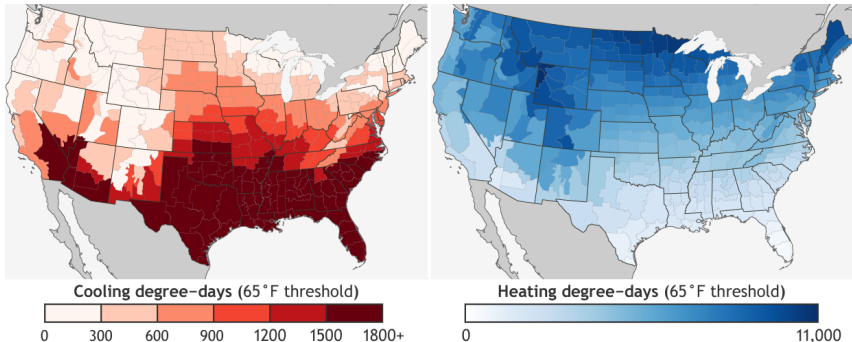 Cooling degree–days (65°F threshold)
0 300 600 900 1200 1500 1800+
Heating degree–days (65°F threshold)
0 11,000